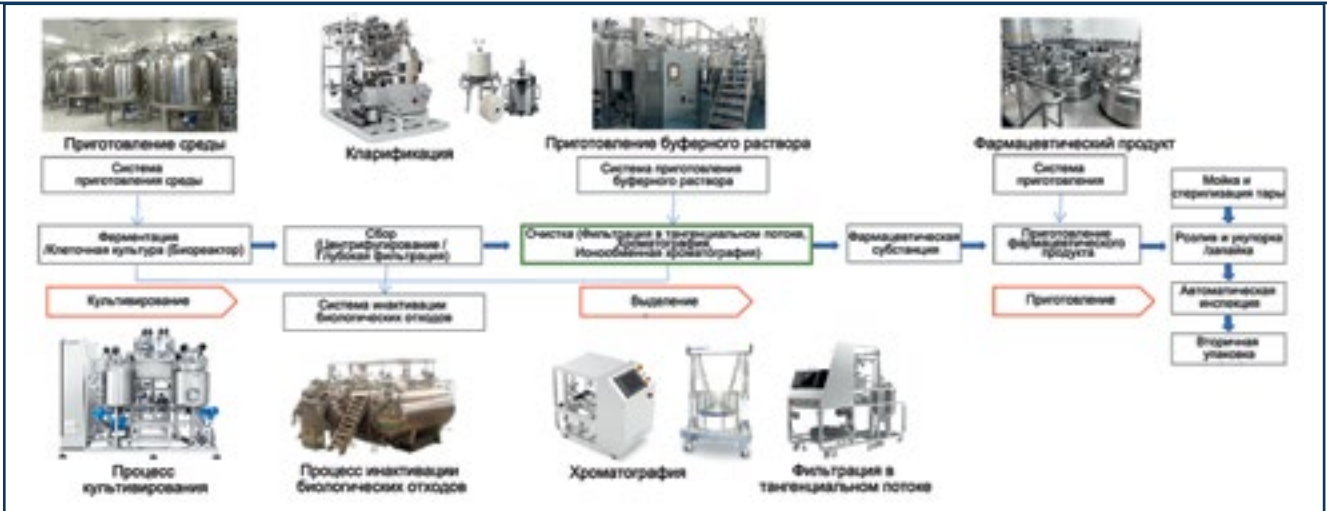 Приготовление среды
Кларификация
Приготовление буферного раствора
Фармацевтический продукт
Система
приготовления среды
Система приготовления
буферного раствора
Система
приготовления
Мойка и
стерилизация тары
Ферментация
/Клеточная культура (Биореактор)
Сбор
(Центрифугирование /
Глубокая фильтрация)
Очистка (Фильтрация в тангенциальном потоке,
Хроматография
Ионообменная хроматография)
Фармацевтическая
субстанция
Приготовление
фармацевтического
продукта
Розлив и укупорка
/запайка
Культивирование
Система инактивации
биологических отходов
Выделение
Приготовление
Автоматическая
инспекция
Вторичная
упаковка
Процесс
культивирования
Процесс инактивации
биологических отходов
Хроматография
Фильтрация в
тангенциальном потоке